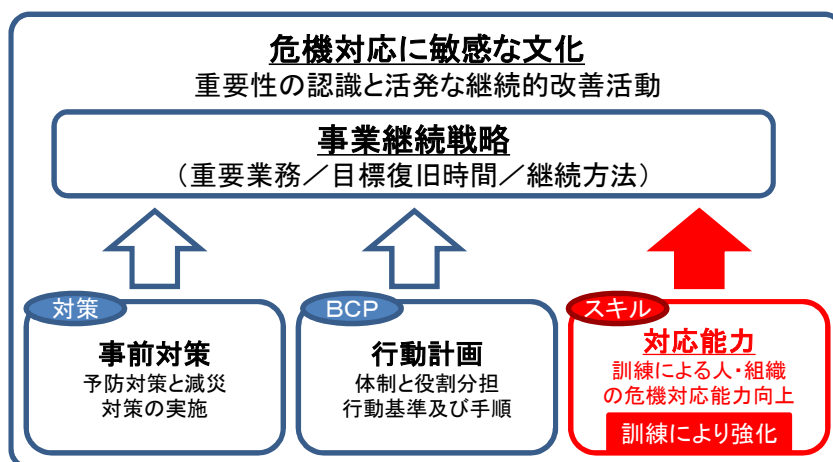 危機対応に敏感な文化
重要性の認識と活発な継続的改善活動
事業継続戦略
（重要業務／目標復旧時間／継続方法）
対策
事前対策
予防対策と減災
対策の実施
BCP
行動計画
体制と役割分担
行動基準及び手順
スキル
対応能力
訓練による人・組織
の危機対応能力向上
訓練により強化